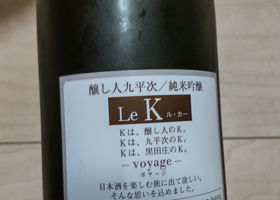 醸し人九平次／純米吟醸
Le K ル・カー
Kは、醸し人のK。
Kは、九平次のK。
Kは、黒田庄のK。
— voyage —
ボヤージ
日本酒を楽しむ旅に出て欲しい。
そんな思いを込めました。